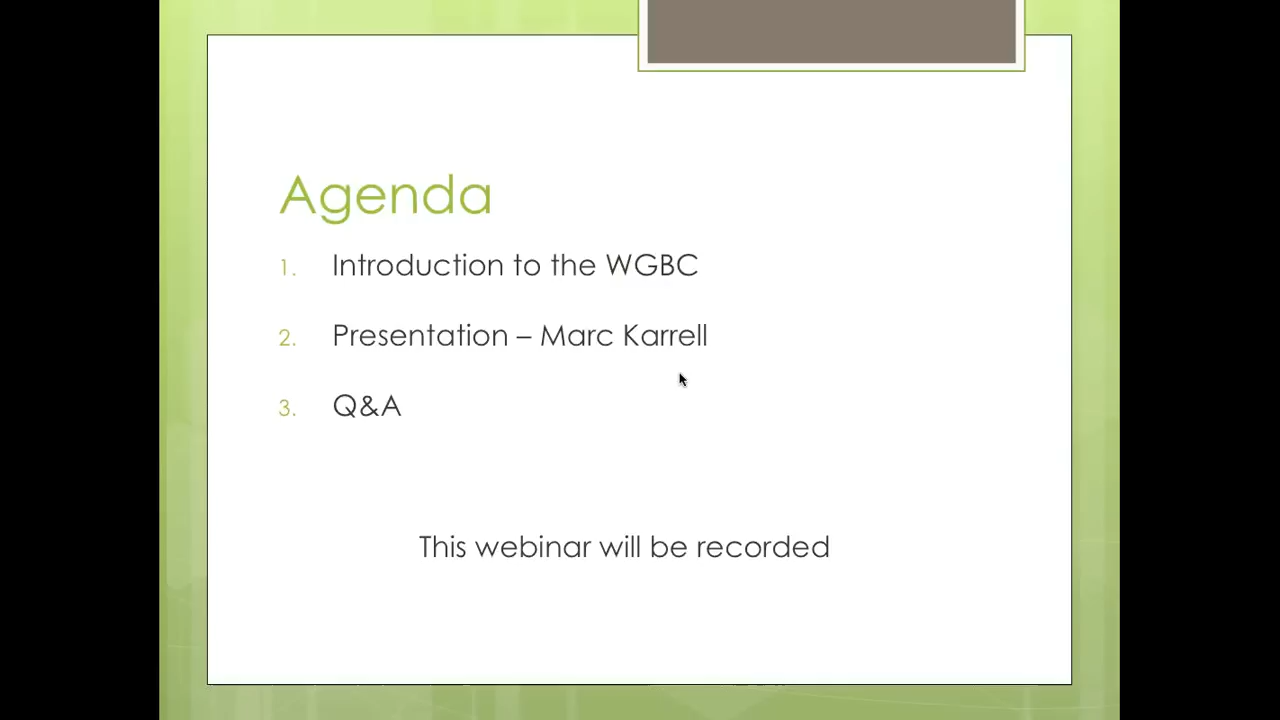 Agenda
1. Introduction to the WGBC
2. Presentation – Marc Karrell
3. Q&A
This webinar will be recorded